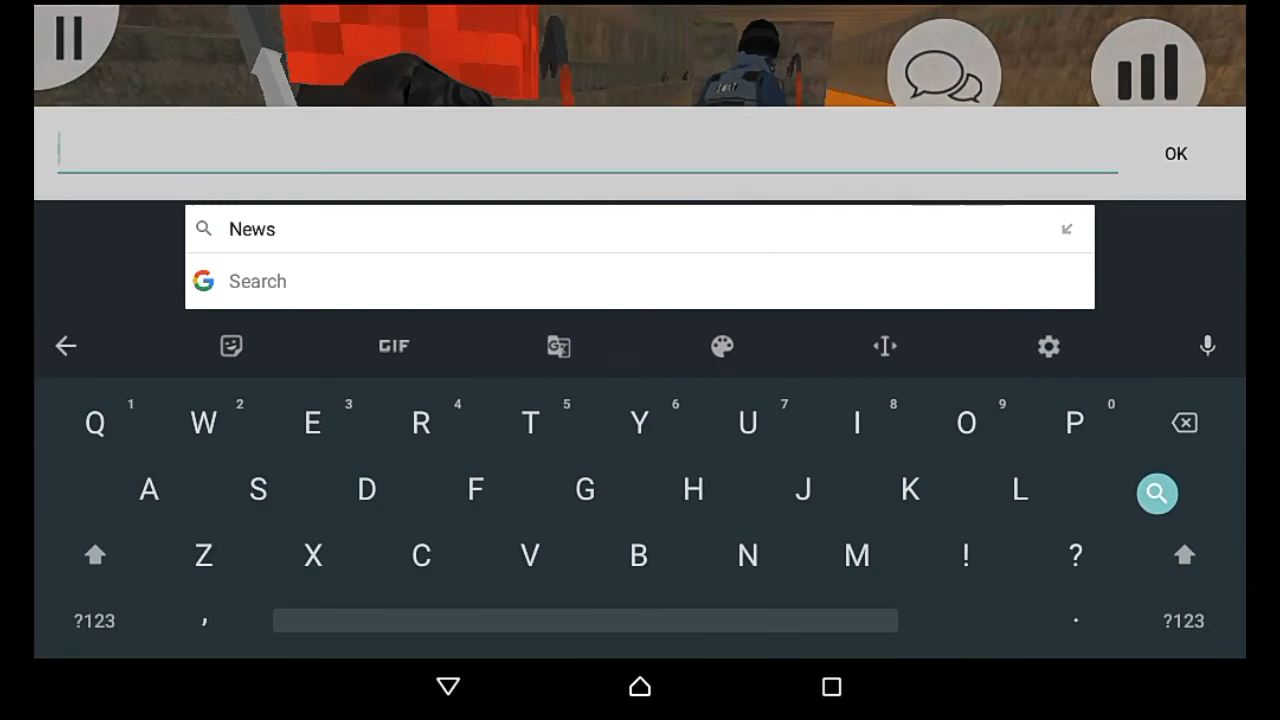 OK
News
Search
GIF
Q 1 W 2 E 3 R 4 T 5 Y 6 U 7 I 8 O 9 P 0
A S D F G H J K L
Z X C V B N M ! ?
?123 , . ?123